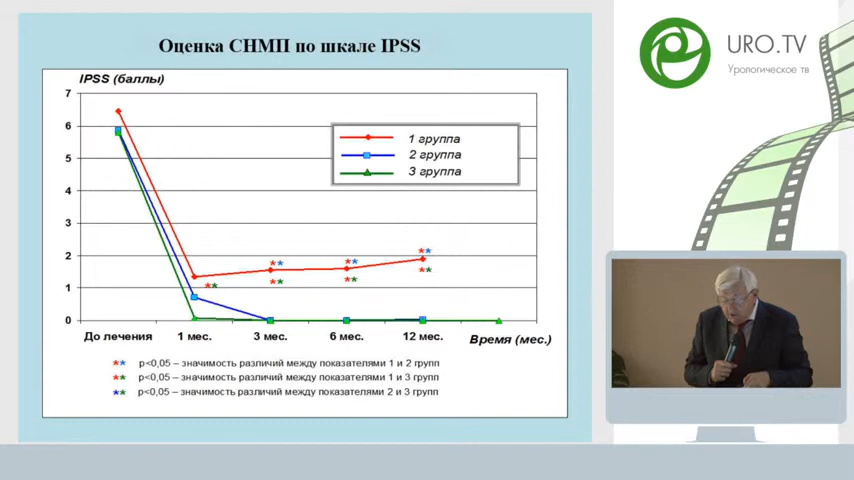 Оценка СНМП по шкале IPSS
IPSS (баллы)
7
6
5
4
3
2
1
0
1 группа
2 группа
3 группа
**
**
**
**
**
**
**
До лечения 1 мес. 3 мес. 6 мес. 12 мес. Время (мес.)
** p<0,05 – значимость различий между показателями 1 и 2 групп
** p<0,05 – значимость различий между показателями 1 и 3 групп
** p<0,05 – значимость различий между показателями 2 и 3 групп
URO.TV
Урологическое тв